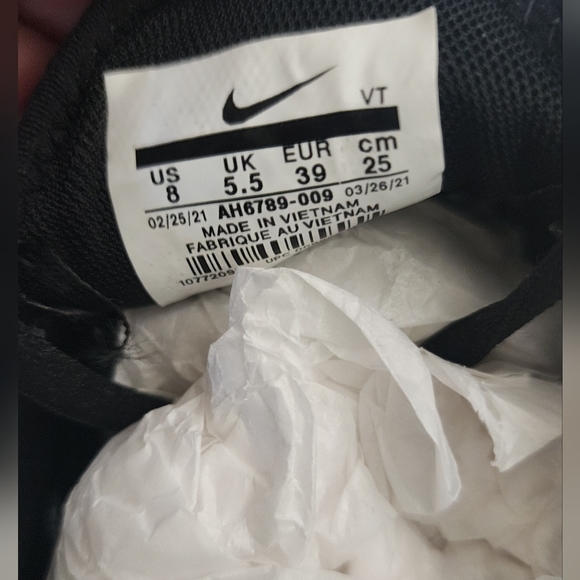 VT
US UK EUR cm
8 5.5 39 25
02/25/21 AH6789-009 03/26/21
MADE IN VIETNAM
FABRIQUE AU VIETNAM
UPC